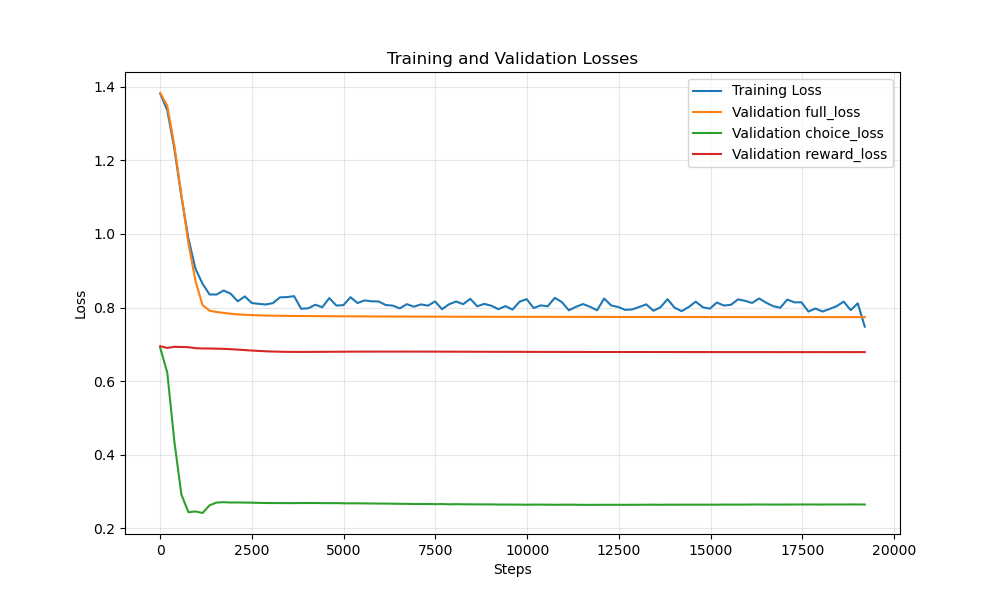 Training and Validation Losses
1.4
1.2
1.0
0.8
0.6
0.4
0.2
Loss
Training Loss
Validation full_loss
Validation choice_loss
Validation reward_loss
0 2500 5000 7500 10000 12500 15000 17500 20000
Steps